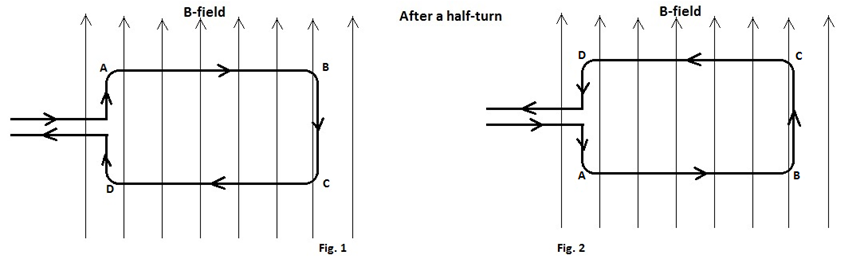 B-field
A
B
C
D
Fig. 1
After a half-turn
B-field
D
C
A
B
Fig. 2